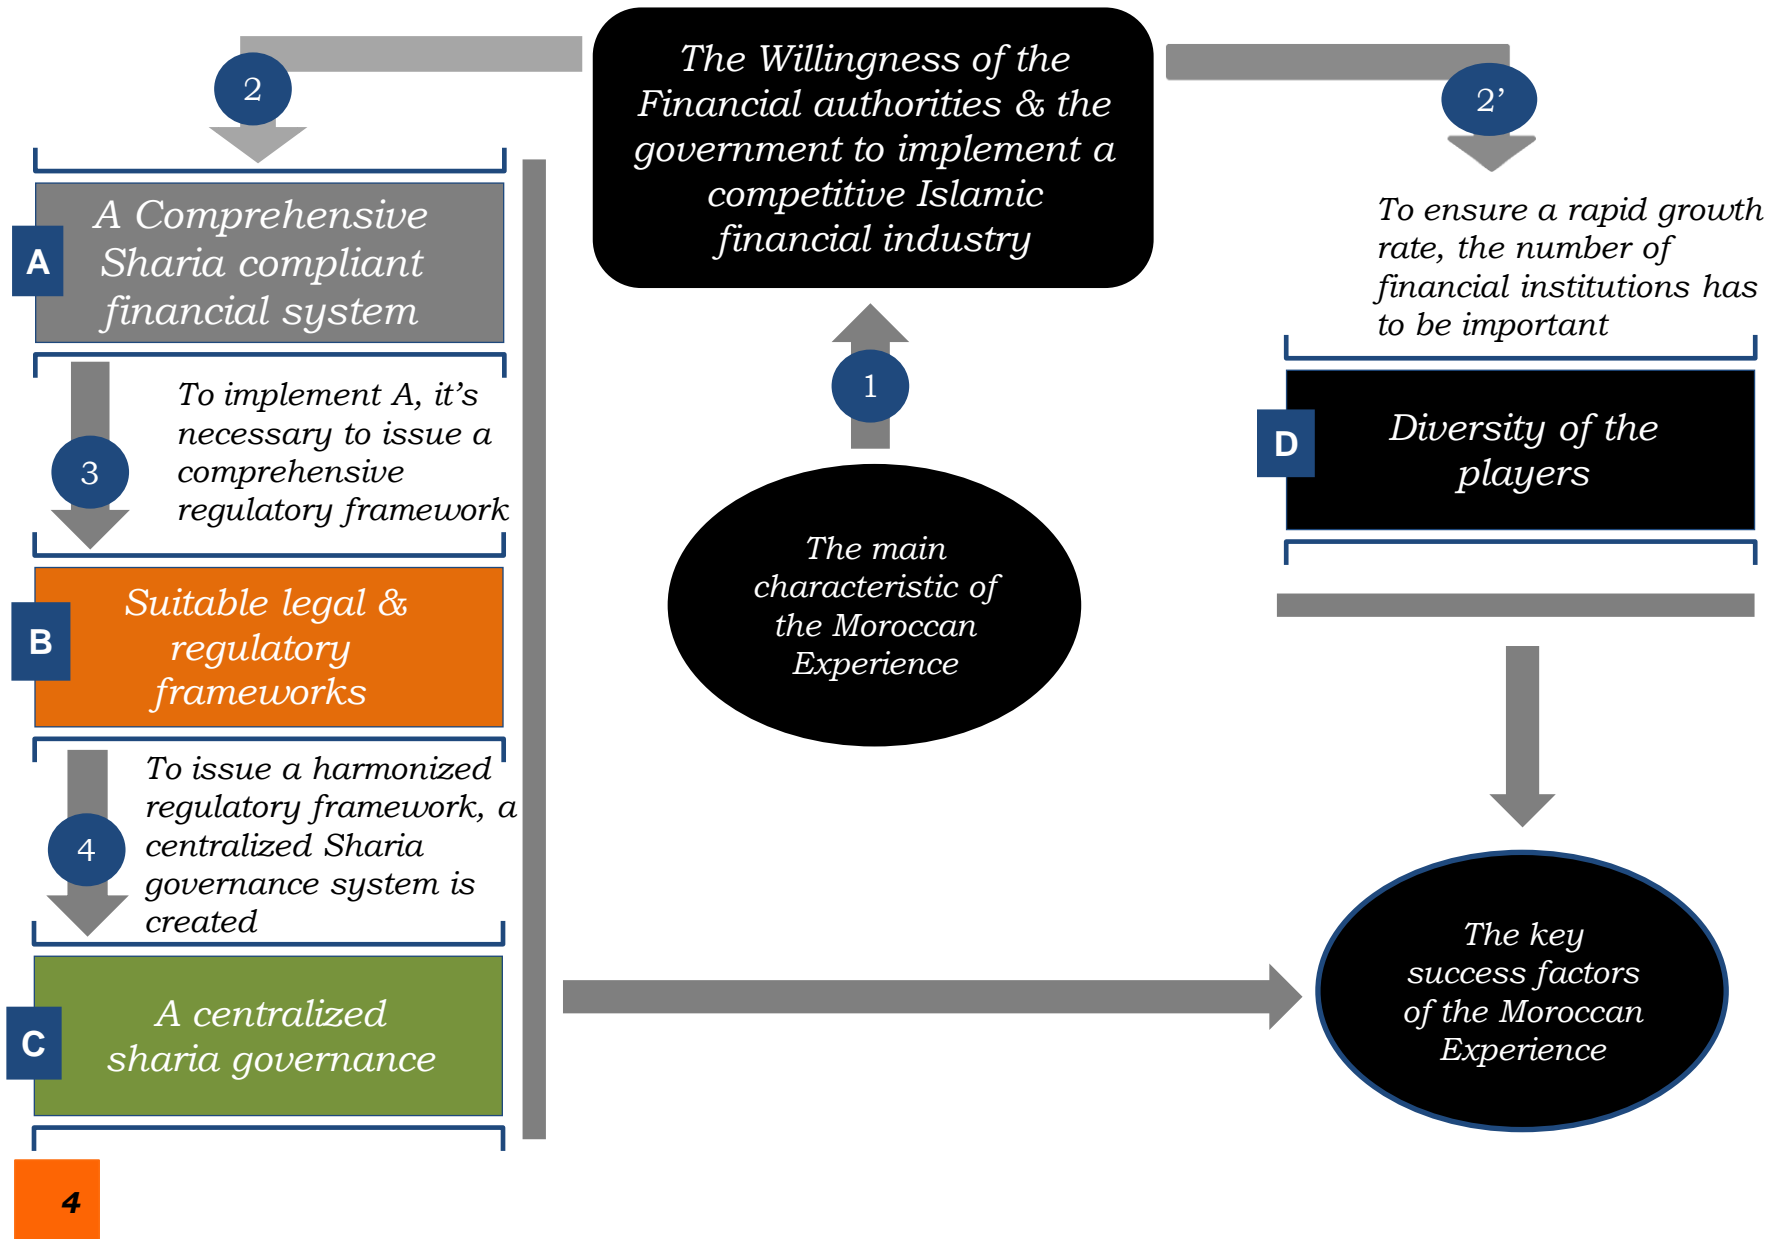 The Willingness of the
Financial authorities & the
government to implement a
competitive Islamic
financial industry
2
2’
A Comprehensive
Sharia compliant
financial system
A
To ensure a rapid growth
rate, the number of
financial institutions has
to be important
1
To implement A, it’s
necessary to issue a
comprehensive
regulatory framework
3
Diversity of the
players
D
The main
characteristic of
the Moroccan
Experience
Suitable legal &
regulatory
frameworks
B
To issue a harmonized
regulatory framework, a
centralized Sharia
governance system is
created
4
The key
success factors
of the Moroccan
Experience
A centralized
sharia governance
C
4